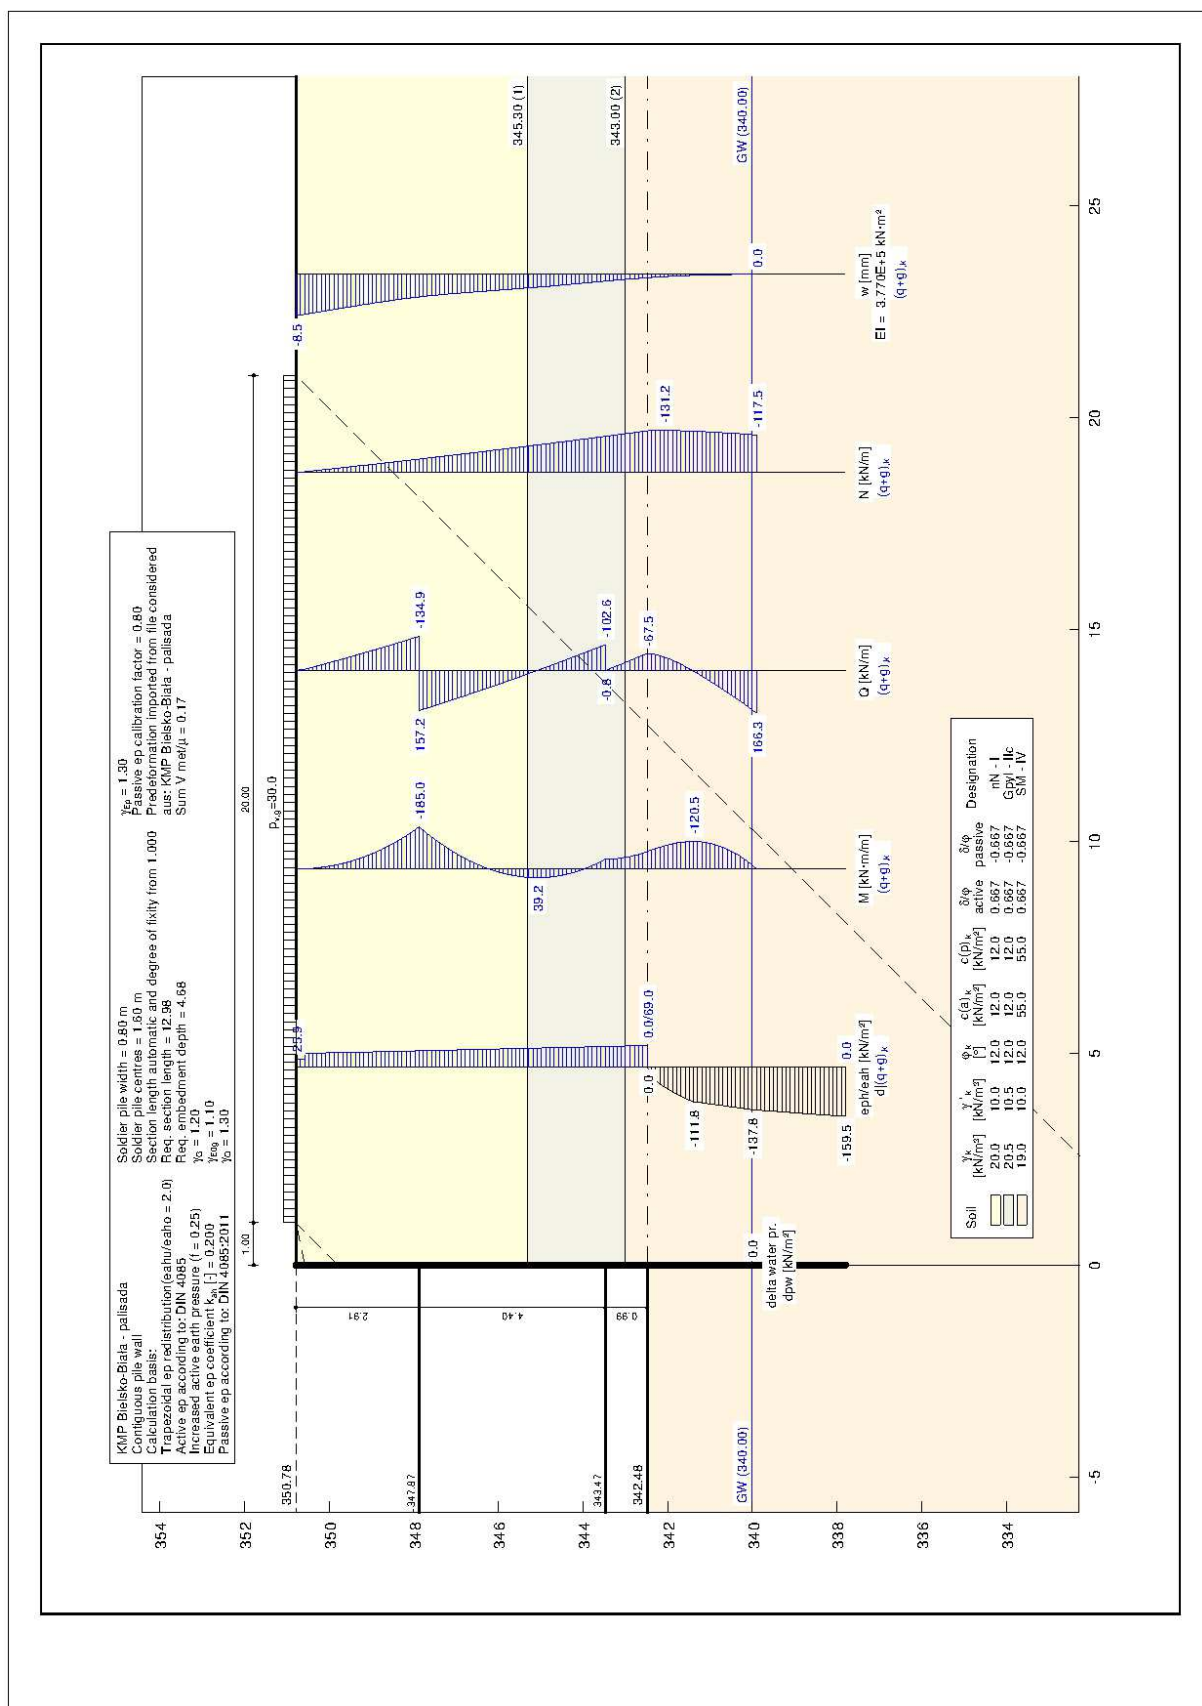 KMP Bielsko-Biała - palisada
Contiguous pile wall
Calculation basis:
Trapezoidal ep redistribution(eahu/eaho = 2.0)
Active ep according to: DIN 4085
Increased active earth pressure (f = 0.25)
Equivalent ep coefficient kah [-] = 0.200
Passive ep according to: DIN 4085:2011
Soldier pile width = 0.80 m
Soldier pile centres = 1.60 m
Section length automatic and degree of fixity from 1.000
Req. section length = 12.98
Req. embedment depth = 4.68
γG = 1.20
γE0g = 1.10
γQ = 1.30
γEp = 1.30
Passive ep calibration factor = 0.80
Predeformation imported from file considered
aus: KMP Bielsko-Biała - palisada
Sum V met/μ = 0.17
1.00
20.00
pv,g=30.0
350.78
347.87
343.47
342.48
2.91
4.40
0.99
345.30 (1)
343.00 (2)
GW (340.00)
GW (340.00)
354
352
350
348
346
344
342
340
338
336
334
delta water pr.
dpw [kN/m²]
0.0
25.9
0.0/69.0
0.0
-111.8
-137.8
-159.5
0.0
eph/eah [kN/m²]
d|(q+g),k
-185.0
39.2
-120.5
M [kN·m/m]
(q+g),k
-134.9
157.2
-102.6
-0.8
-67.5
166.3
Q [kN/m]
(q+g),k
-131.2
-117.5
N [kN/m]
(q+g),k
-8.5
0.0
w [mm]
EI = 3.770E+5 kN·m²
(q+g),k
Soil γk [kN/m³] γ'k [kN/m³] φk [°] c(a)k [kN/m²] c(p)k [kN/m²] δ/φ active δ/φ passive Designation
20.0 10.0 12.0 12.0 12.0 0.667 -0.667 nN - I
20.5 10.5 12.0 12.0 12.0 0.667 -0.667 Gpyl - IIc
19.0 10.0 12.0 55.0 55.0 0.667 -0.667 SM - IV
-5 0 5 10 15 20 25